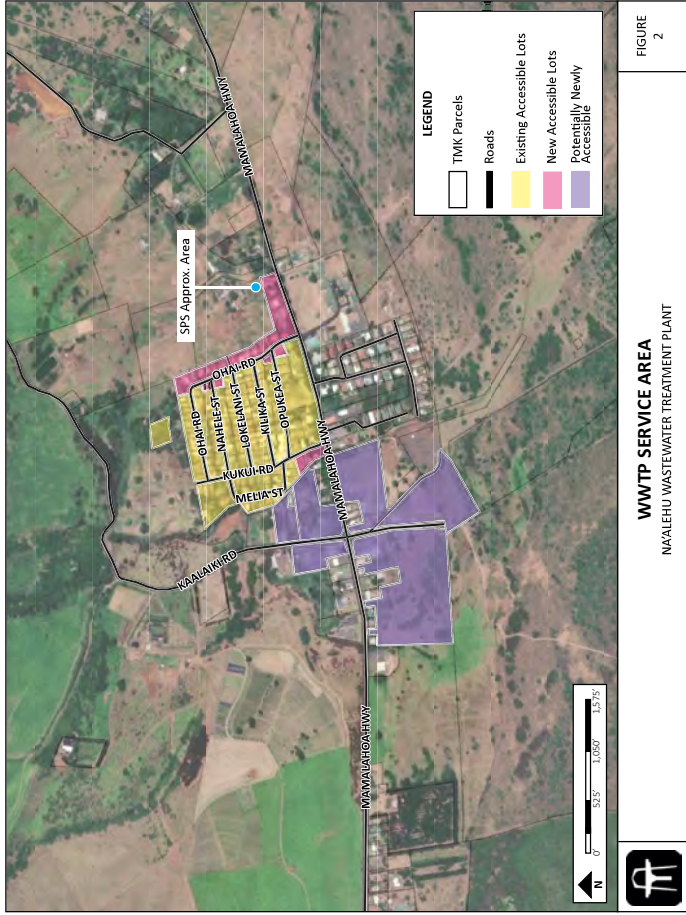 MAMALAHOA HWY
SPS Approx. Area
OHAI RD
OHAI RD
NAHELE ST
LOKELANI ST
KILIKA ST
OPUKEA ST
KUKUI RD
MELIA ST
MAMALAHOA HWY
KAALAIKI RD
MAMALAHOA HWY
LEGEND
TMK Parcels
Roads
Existing Accessible Lots
New Accessible Lots
Potentially Newly
Accessible
N
0' 525' 1,050' 1,575'
WWTP SERVICE AREA
NA'ALEHU WASTEWATER TREATMENT PLANT
FIGURE
2